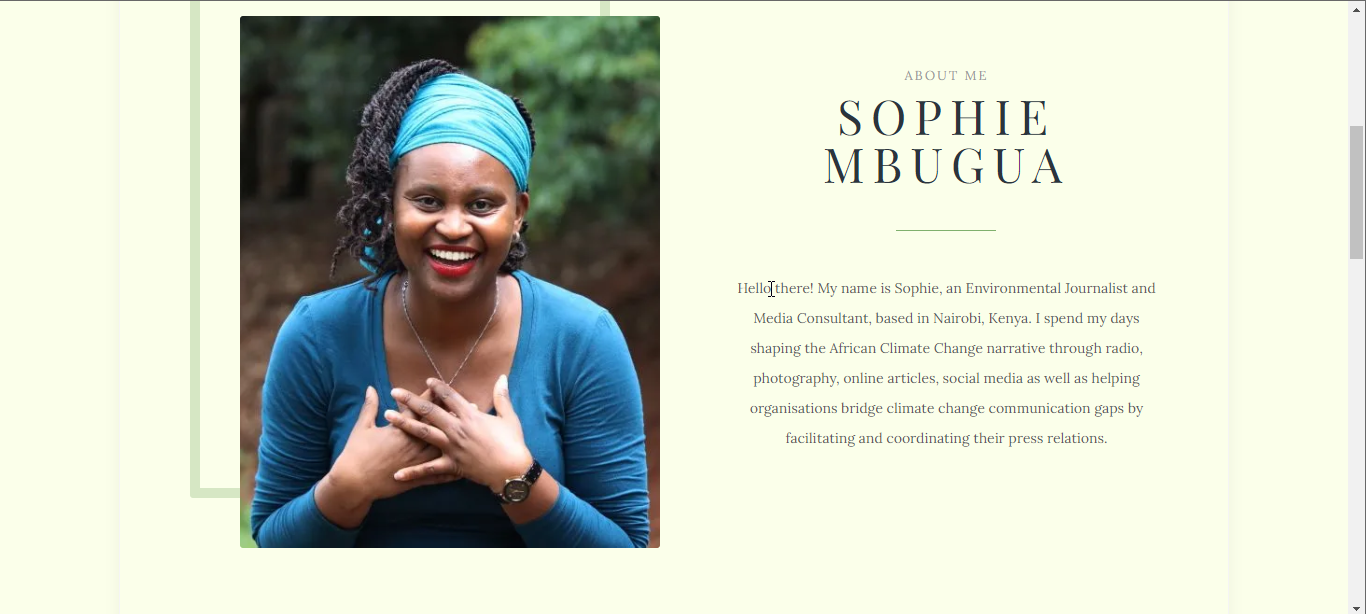 ABOUT ME
SOPHIE
MBUGUA
Hello there! My name is Sophie, an Environmental Journalist and
Media Consultant, based in Nairobi, Kenya. I spend my days
shaping the African Climate Change narrative through radio,
photography, online articles, social media as well as helping
organisations bridge climate change communication gaps by
facilitating and coordinating their press relations.